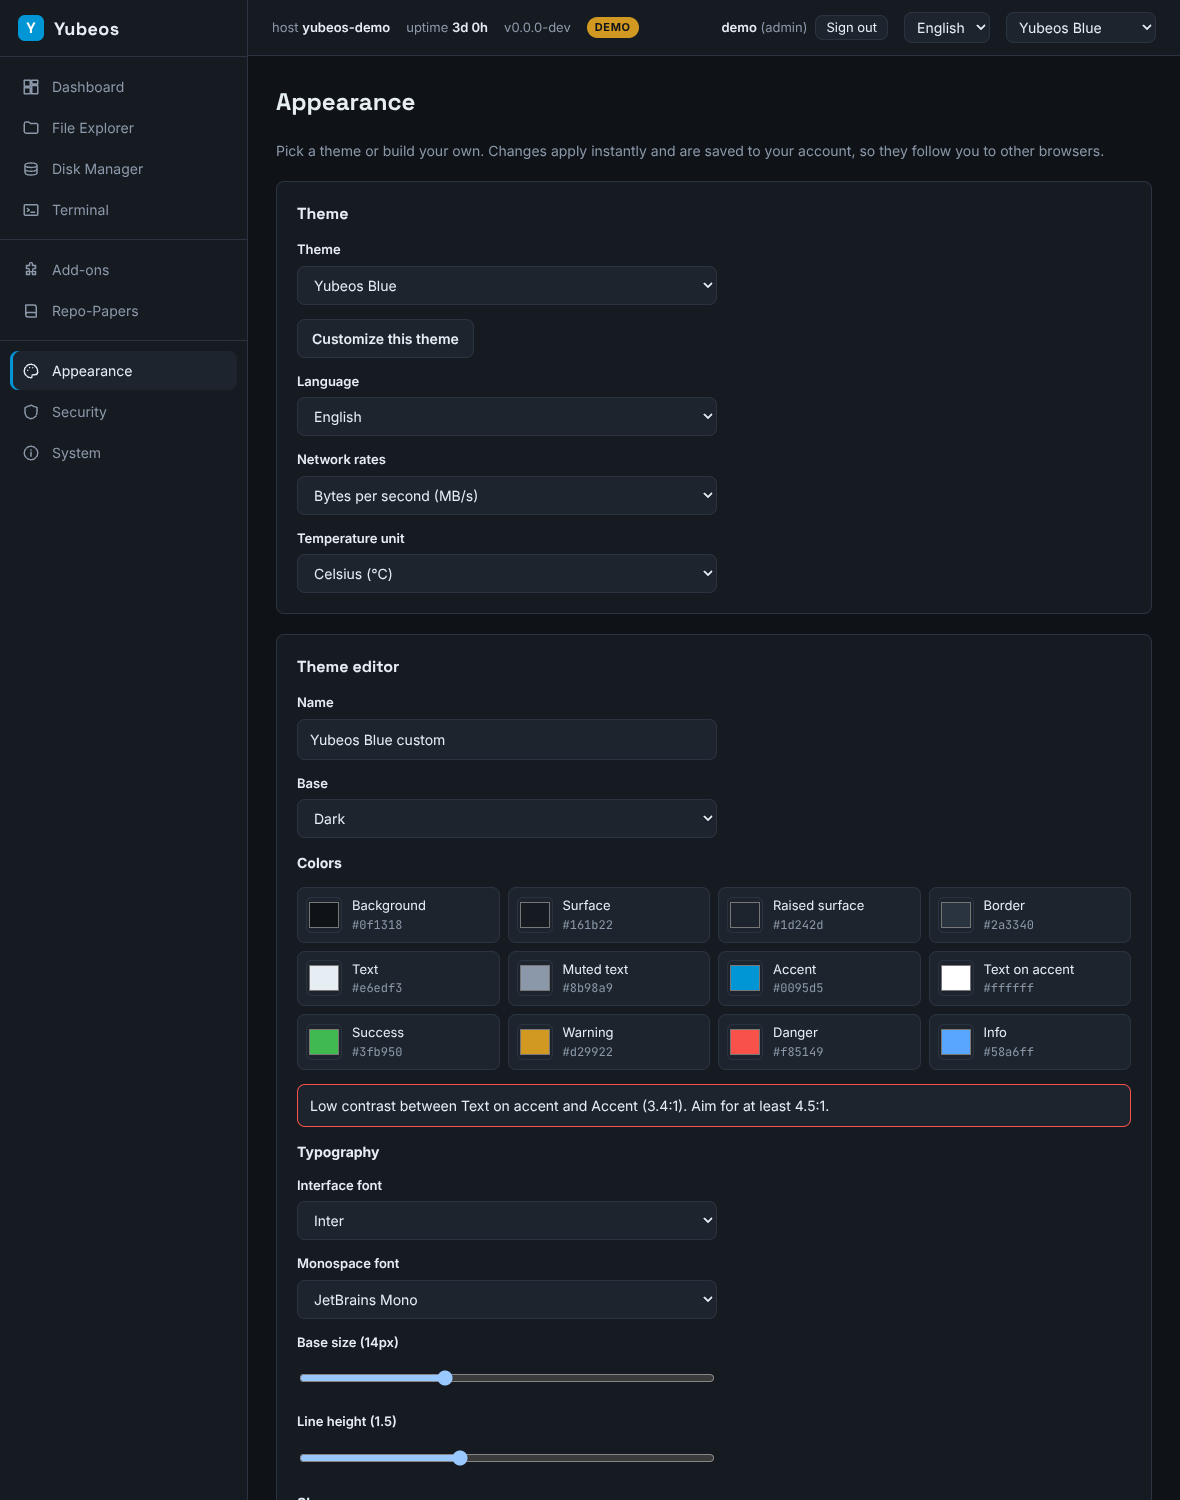 Y Yubeos
host yubeos-demo uptime 3d 0h v0.0.0-dev DEMO demo (admin) Sign out English Yubeos Blue
Dashboard
File Explorer
Disk Manager
Terminal
Add-ons
Repo-Papers
Appearance
Security
System
Appearance
Pick a theme or build your own. Changes apply instantly and are saved to your account, so they follow you to other browsers.
Theme
Theme
Yubeos Blue
Customize this theme
Language
English
Network rates
Bytes per second (MB/s)
Temperature unit
Celsius (°C)
Theme editor
Name
Yubeos Blue custom
Base
Dark
Colors
Background
#0f1318
Surface
#161b22
Raised surface
#1d242d
Border
#2a3340
Text
#e6edf3
Muted text
#8b98a9
Accent
#0095d5
Text on accent
#ffffff
Success
#3fb950
Warning
#d29922
Danger
#f85149
Info
#58a6ff
Low contrast between Text on accent and Accent (3.4:1). Aim for at least 4.5:1.
Typography
Interface font
Inter
Monospace font
JetBrains Mono
Base size (14px)
Line height (1.5)